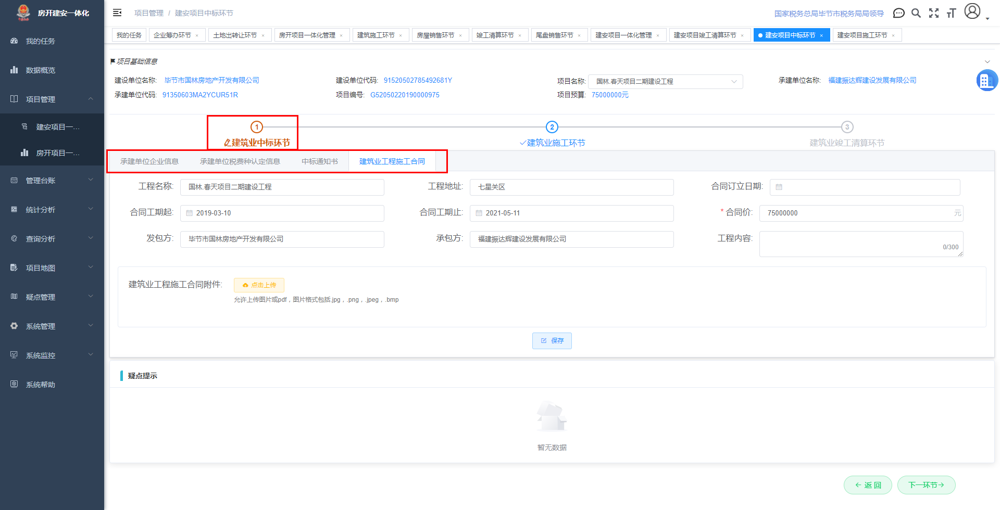 房开建安一体化
项目管理 / 建安项目中标环节
国家税务总局毕节市税务局局领导
我的任务
企业筹办环节 ×
土地出转让环节 ×
房开项目一体化管理 ×
建筑施工环节 ×
房屋销售环节 ×
竣工清算环节 ×
尾盘销售环节 ×
建安项目一体化管理 ×
建安项目竣工清算环节 ×
建安项目中标环节 ×
建安项目施工环节 ×
我的任务
数据概览
项目管理
建安项目一...
房开项目一...
管理台账
统计分析
查询分析
项目地图
疑点管理
系统管理
系统监控
系统帮助
项目基础信息
建设单位名称: 毕节市国林房地产开发有限公司
建设单位代码: 91520502785492681Y
项目名称: 国林.春天项目二期建设工程
承建单位名称: 福建振达辉建设发展有限公司
承建单位代码: 91350603MA2YCUR51R
项目编号: G52050220190000975
项目预算: 75000000元
1
建筑业中标环节
2
建筑业施工环节
3
建筑业竣工清算环节
承建单位企业信息
承建单位税费种认定信息
中标通知书
建筑业工程施工合同
工程名称: 国林.春天项目二期建设工程
工程地址: 七星关区
合同订立日期:
合同工期起: 2019-03-10
合同工期止: 2021-05-11
* 合同价: 75000000 元
发包方: 毕节市国林房地产开发有限公司
承包方: 福建振达辉建设发展有限公司
工程内容: 0/300
建筑业工程施工合同附件: 点击上传
允许上传图片或pdf，图片格式包括.jpg，.png，.jpeg，.bmp
保存
疑点提示
暂无数据
返 回
下一环节